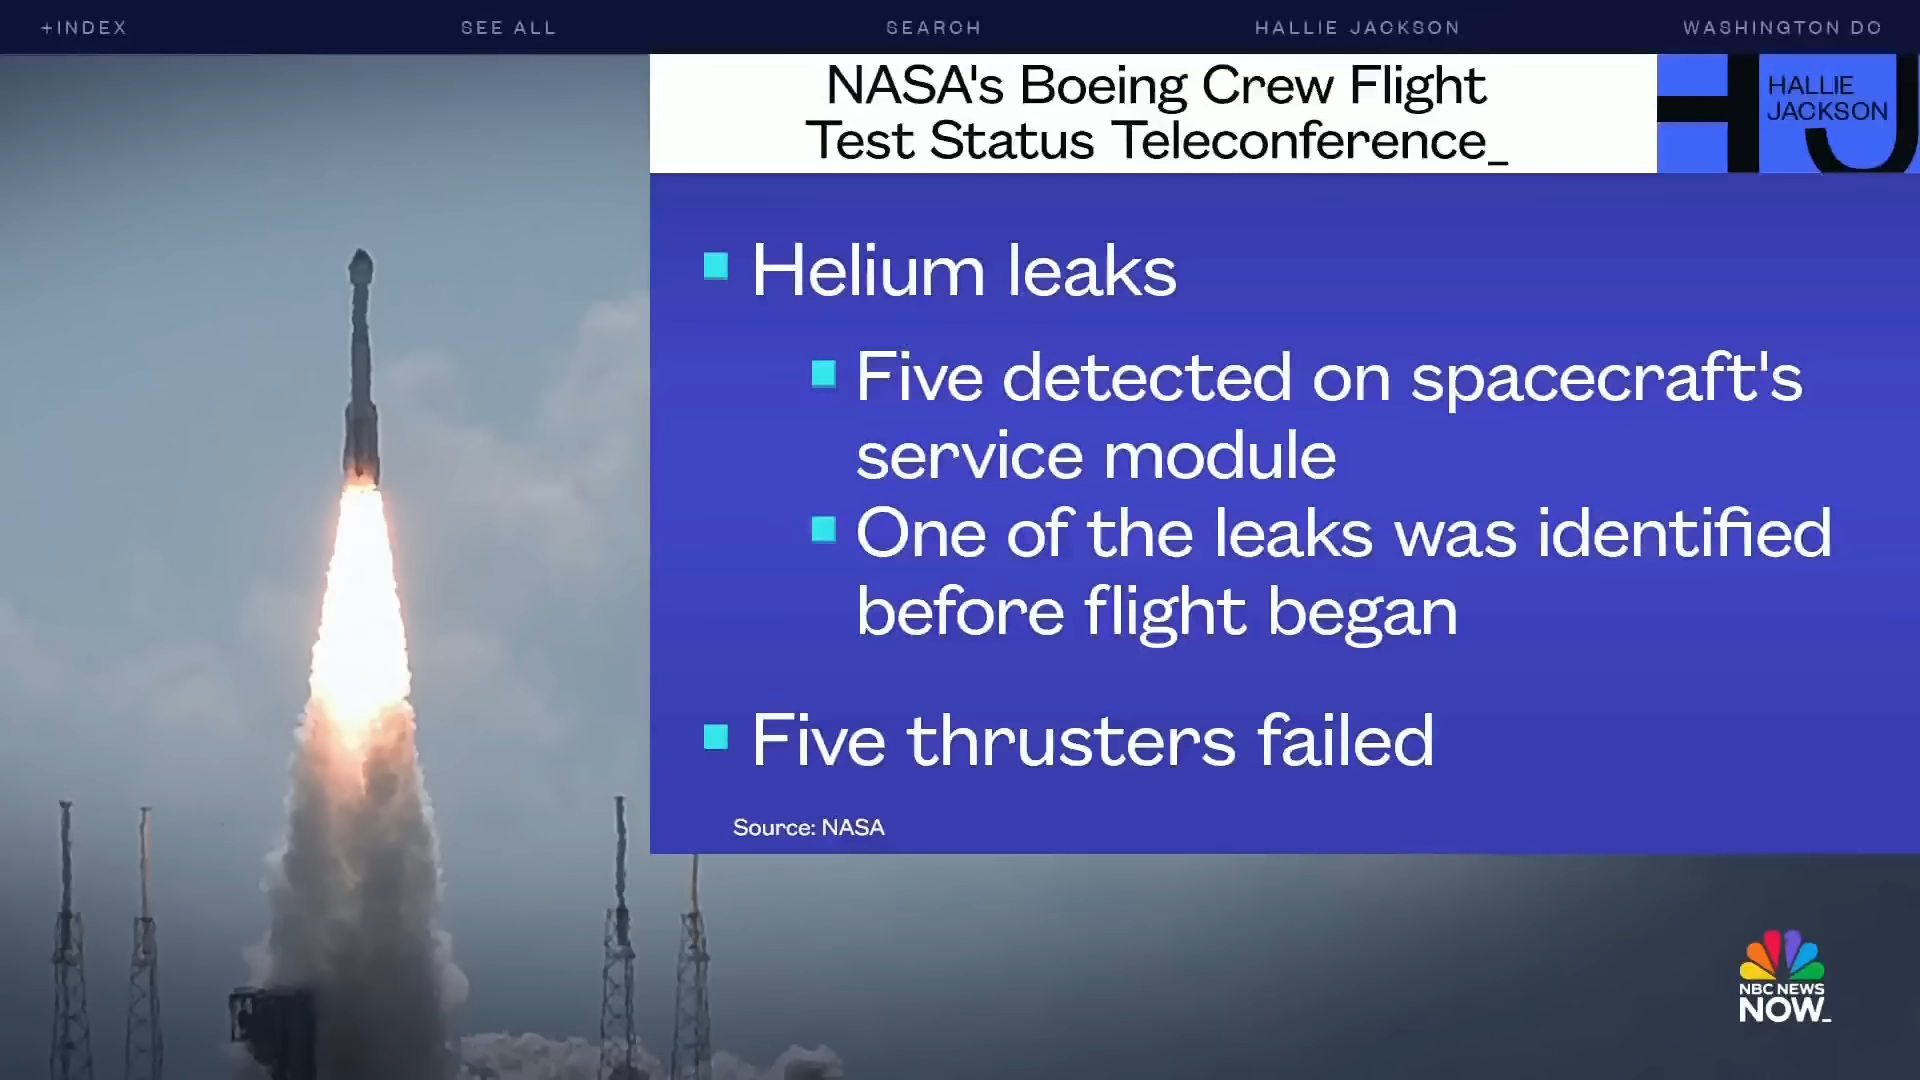 +INDEX
SEE ALL
SEARCH
HALLIE JACKSON
WASHINGTON DC
NASA's Boeing Crew Flight
Test Status Teleconference_
HALLIE
JACKSON
HJ
Helium leaks
Five detected on spacecraft's
service module
One of the leaks was identified
before flight began
Five thrusters failed
Source: NASA
NBC NEWS
NOW_